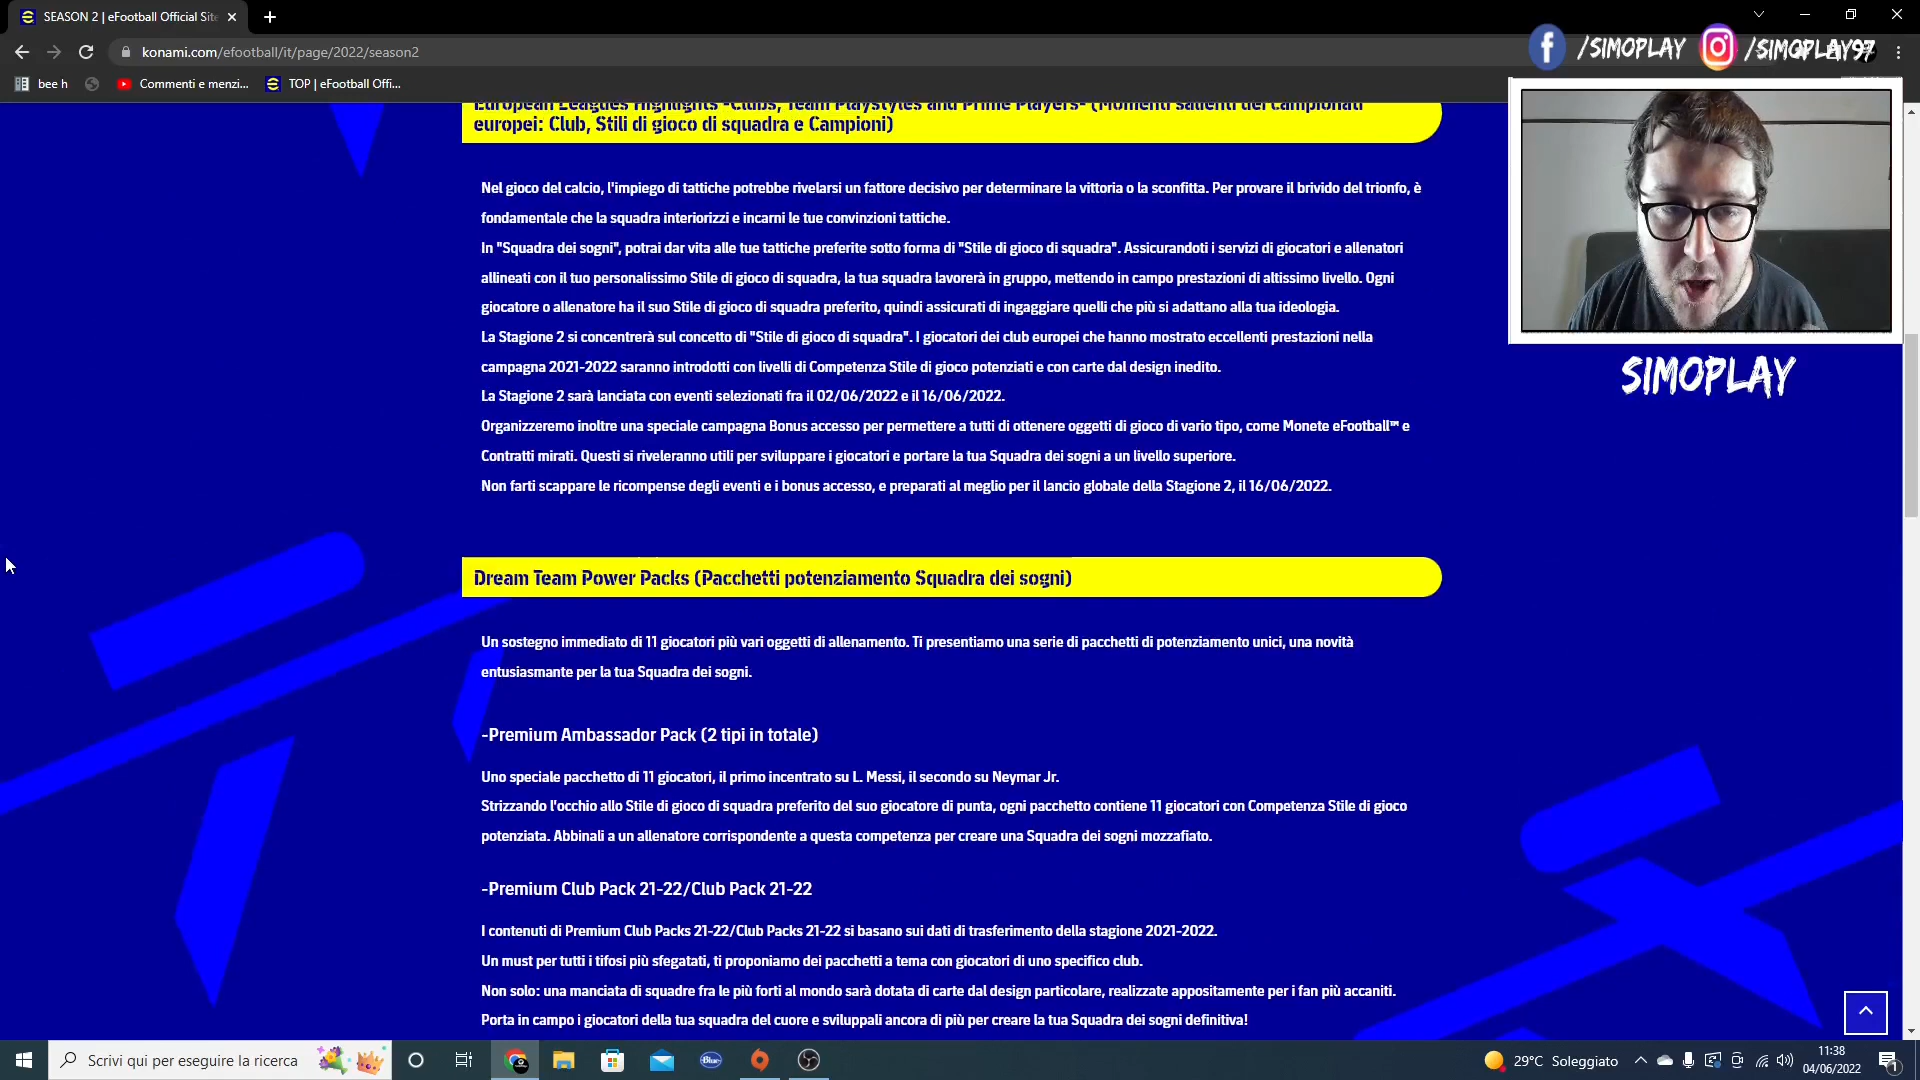 SEASON 2 | eFootball Official Site
konami.com/efootball/it/page/2022/season2
/SIMOPLAY
/SIMOPLAY97
bee h
Commenti e menzi...
TOP | eFootball Offi...
European Leagues Highlights -Clubs, Team Playstyles and Prime Players- (Momenti salienti dei Campionati
europei: Club, Stili di gioco di squadra e Campioni)
Nel gioco del calcio, l'impiego di tattiche potrebbe rivelarsi un fattore decisivo per determinare la vittoria o la sconfitta. Per provare il brivido del trionfo, è
fondamentale che la squadra interiorizzi e incarni le tue convinzioni tattiche.
In "Squadra dei sogni", potrai dar vita alle tue tattiche preferite sotto forma di "Stile di gioco di squadra". Assicurandoti i servizi di giocatori e allenatori
allineati con il tuo personalissimo Stile di gioco di squadra, la tua squadra lavorerà in gruppo, mettendo in campo prestazioni di altissimo livello. Ogni
giocatore o allenatore ha il suo Stile di gioco di squadra preferito, quindi assicurati di ingaggiare quelli che più si adattano alla tua ideologia.
La Stagione 2 si concentrerà sul concetto di "Stile di gioco di squadra". I giocatori dei club europei che hanno mostrato eccellenti prestazioni nella
campagna 2021-2022 saranno introdotti con livelli di Competenza Stile di gioco potenziati e con carte dal design inedito.
La Stagione 2 sarà lanciata con eventi selezionati fra il 02/06/2022 e il 16/06/2022.
Organizzeremo inoltre una speciale campagna Bonus accesso per permettere a tutti di ottenere oggetti di gioco di vario tipo, come Monete eFootball™ e
Contratti mirati. Questi si riveleranno utili per sviluppare i giocatori e portare la tua Squadra dei sogni a un livello superiore.
Non farti scappare le ricompense degli eventi e i bonus accesso, e preparati al meglio per il lancio globale della Stagione 2, il 16/06/2022.
SIMOPLAY
Dream Team Power Packs (Pacchetti potenziamento Squadra dei sogni)
Un sostegno immediato di 11 giocatori più vari oggetti di allenamento. Ti presentiamo una serie di pacchetti di potenziamento unici, una novità
entusiasmante per la tua Squadra dei sogni.
-Premium Ambassador Pack (2 tipi in totale)
Uno speciale pacchetto di 11 giocatori, il primo incentrato su L. Messi, il secondo su Neymar Jr.
Strizzando l'occhio allo Stile di gioco di squadra preferito del suo giocatore di punta, ogni pacchetto contiene 11 giocatori con Competenza Stile di gioco
potenziata. Abbinali a un allenatore corrispondente a questa competenza per creare una Squadra dei sogni mozzafiato.
-Premium Club Pack 21-22/Club Pack 21-22
I contenuti di Premium Club Packs 21-22/Club Packs 21-22 si basano sui dati di trasferimento della stagione 2021-2022.
Un must per tutti i tifosi più sfegatati, ti proponiamo dei pacchetti a tema con giocatori di uno specifico club.
Non solo: una manciata di squadre fra le più forti al mondo sarà dotata di carte dal design particolare, realizzate appositamente per i fan più accaniti.
Porta in campo i giocatori della tua squadra del cuore e sviluppali ancora di più per creare la tua Squadra dei sogni definitiva!
Scrivi qui per eseguire la ricerca
Blue
29°C Soleggiato
11:38
04/06/2022
1